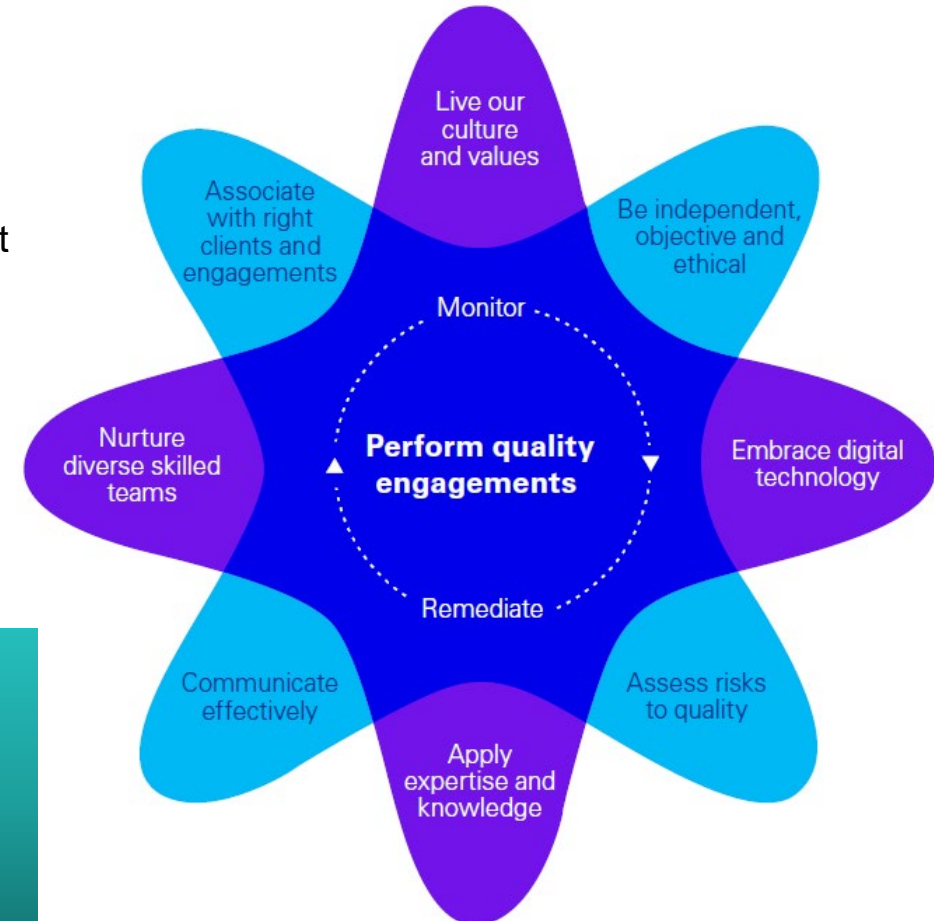 Live our
culture
and values
Associate
with right
clients and
engagements
Be independent,
objective and
ethical
t
Monitor
Nurture
diverse skilled
teams
Perform quality
engagements
Embrace digital
technology
Remediate
Communicate
effectively
Assess risks
to quality
Apply
expertise and
knowledge